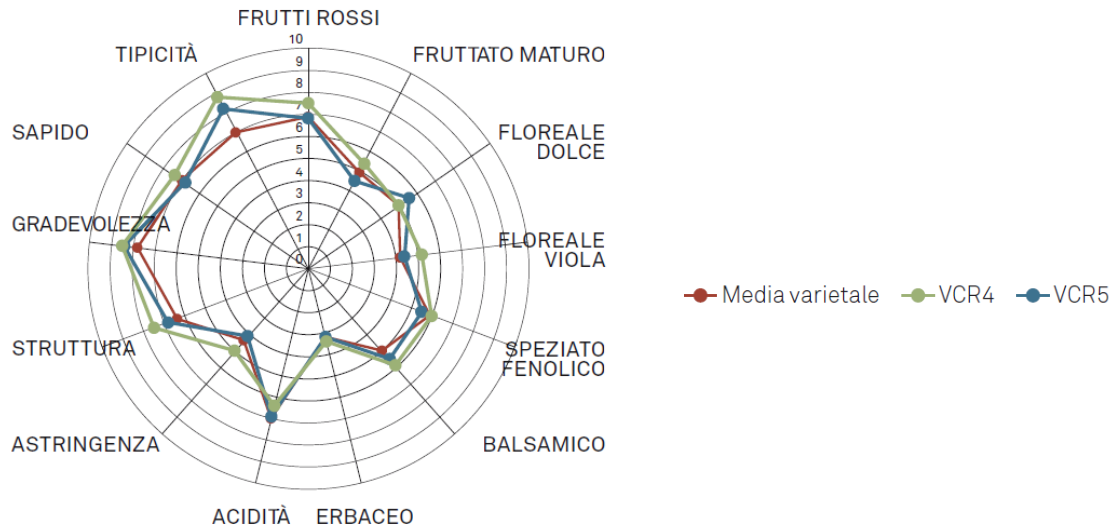 FRUTTI ROSSI
FRUTTATO MATURO
FLOREALE
DOLCE
FLOREALE
VIOLA
SPEZIATO
FENOLICO
BALSAMICO
ERBACEO
ACIDITÀ
ASTRINGENZA
STRUTTURA
GRADEVOLEZZA
SAPIDO
TIPICITÀ
10
9
8
7
6
5
4
3
2
1
0
Media varietale
VCR4
VCR5